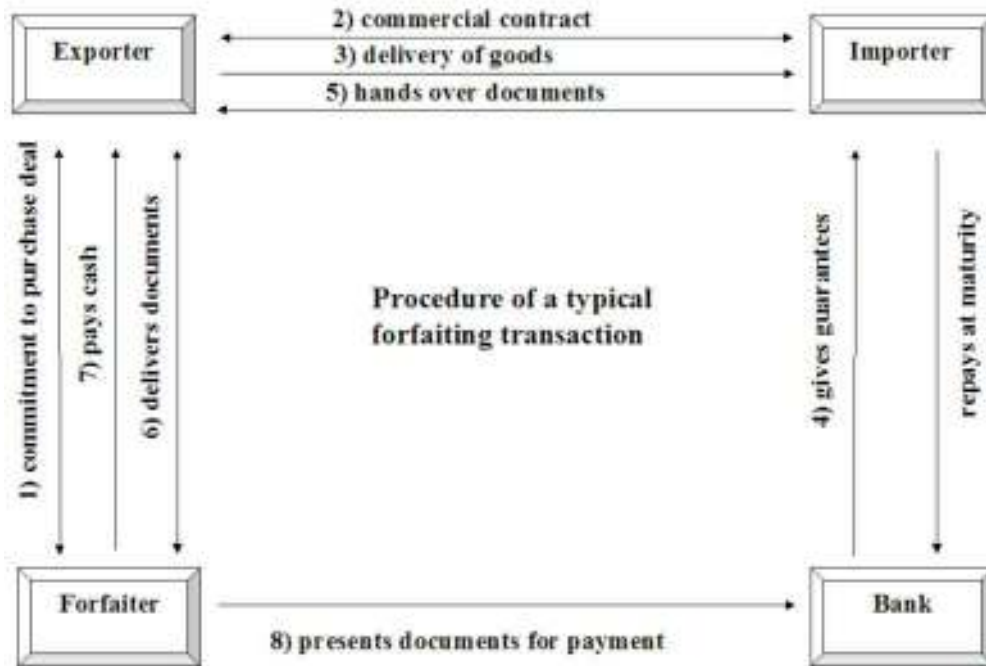 2) commercial contract
Exporter
Importer
3) delivery of goods
5) hands over documents
1) commitment to purchase deal
7) pays cash
6) delivers documents
Procedure of a typical
forfaiting transaction
4) gives guarantees
repays at maturity
Forfaiter
Bank
8) presents documents for payment